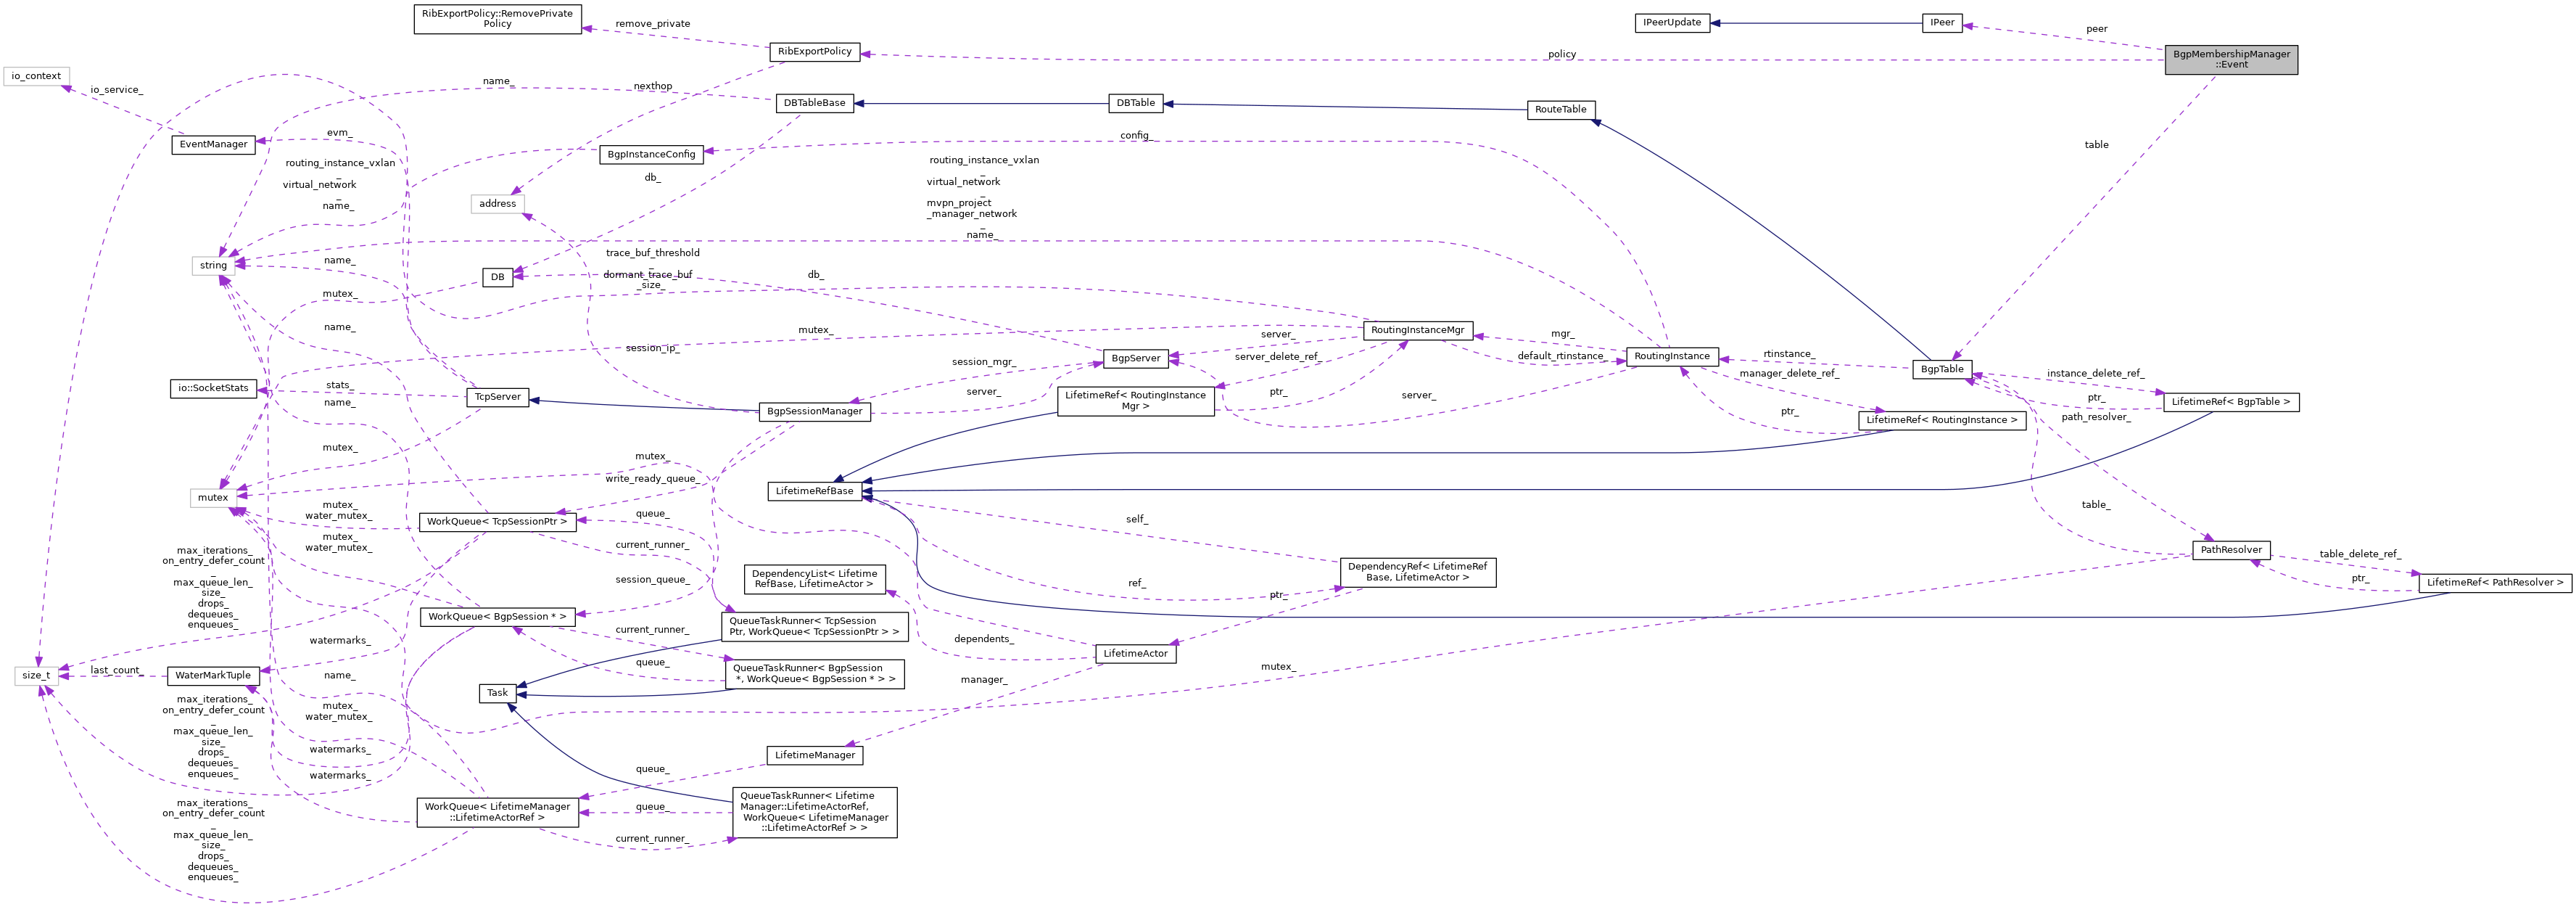 RibExportPolicy::RemovePrivate
Policy
remove_private
IPeerUpdate
IPeer
peer
RibExportPolicy
policy
BgpMembershipManager
::Event
io_context
io_service_
name_
nexthop
DBTableBase
DBTable
RouteTable
EventManager
evm_
BgpInstanceConfig
config_
table
routing_instance_vxlan
_
virtual_network
_
name_
db_
address
routing_instance_vxlan
_
virtual_network
_
mvpn_project
_manager_network
_
name_
string
name_
trace_buf_threshold
_
dormant_trace_buf
_size_
DB
db_
mutex_
name_
mutex_
session_ip_
RoutingInstanceMgr
server_
mgr_
BgpServer
session_mgr_
server_delete_ref_
default_rtinstance_
RoutingInstance
rtinstance_
BgpTable
manager_delete_ref_
instance_delete_ref_
io::SocketStats
stats_
TcpServer
name_
BgpSessionManager
server_
LifetimeRef< RoutingInstance
Mgr >
ptr_
server_
ptr_
LifetimeRef< RoutingInstance >
ptr_
LifetimeRef< BgpTable >
path_resolver_
mutex_
mutex_
write_ready_queue_
mutex
LifetimeRefBase
mutex_
water_mutex_
WorkQueue< TcpSessionPtr >
queue_
self_
table_
mutex_
water_mutex_
current_runner_
max_iterations_
on_entry_defer_count
_
max_queue_len_
size_
drops_
dequeues_
enqueues_
session_queue_
DependencyList< Lifetime
RefBase, LifetimeActor >
ref_
DependencyRef< LifetimeRef
Base, LifetimeActor >
ptr_
PathResolver
table_delete_ref_
ptr_
LifetimeRef< PathResolver >
WorkQueue< BgpSession * >
QueueTaskRunner< TcpSession
Ptr, WorkQueue< TcpSessionPtr > >
current_runner_
watermarks_
dependents_
LifetimeActor
size_t
last_count_
WaterMarkTuple
name_
queue_
QueueTaskRunner< BgpSession
*, WorkQueue< BgpSession * > >
mutex_
manager_
Task
max_iterations_
on_entry_defer_count
_
max_queue_len_
size_
drops_
dequeues_
enqueues_
mutex_
water_mutex_
watermarks_
LifetimeManager
watermarks_
queue_
WorkQueue< LifetimeManager
::LifetimeActorRef >
queue_
QueueTaskRunner< Lifetime
Manager::LifetimeActorRef,
WorkQueue< LifetimeManager
::LifetimeActorRef > >
current_runner_
max_iterations_
on_entry_defer_count
_
max_queue_len_
size_
drops_
dequeues_
enqueues_